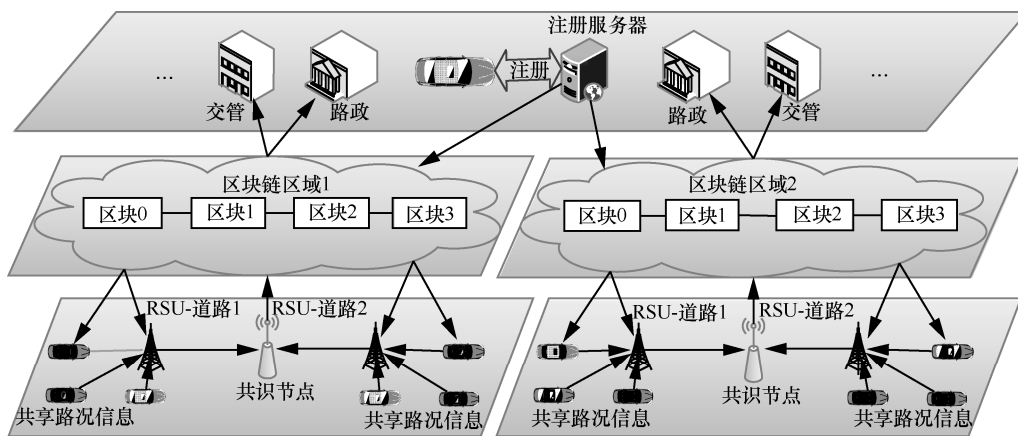 注册服务器
...
注册
...
交管
路政
路政
交管
区块链区域1
区块0
区块1
区块2
区块3
区块链区域2
区块0
区块1
区块2
区块3
RSU-道路1
RSU-道路2
共识节点
共享路况信息
共享路况信息
RSU-道路1
RSU-道路2
共识节点
共享路况信息
共享路况信息